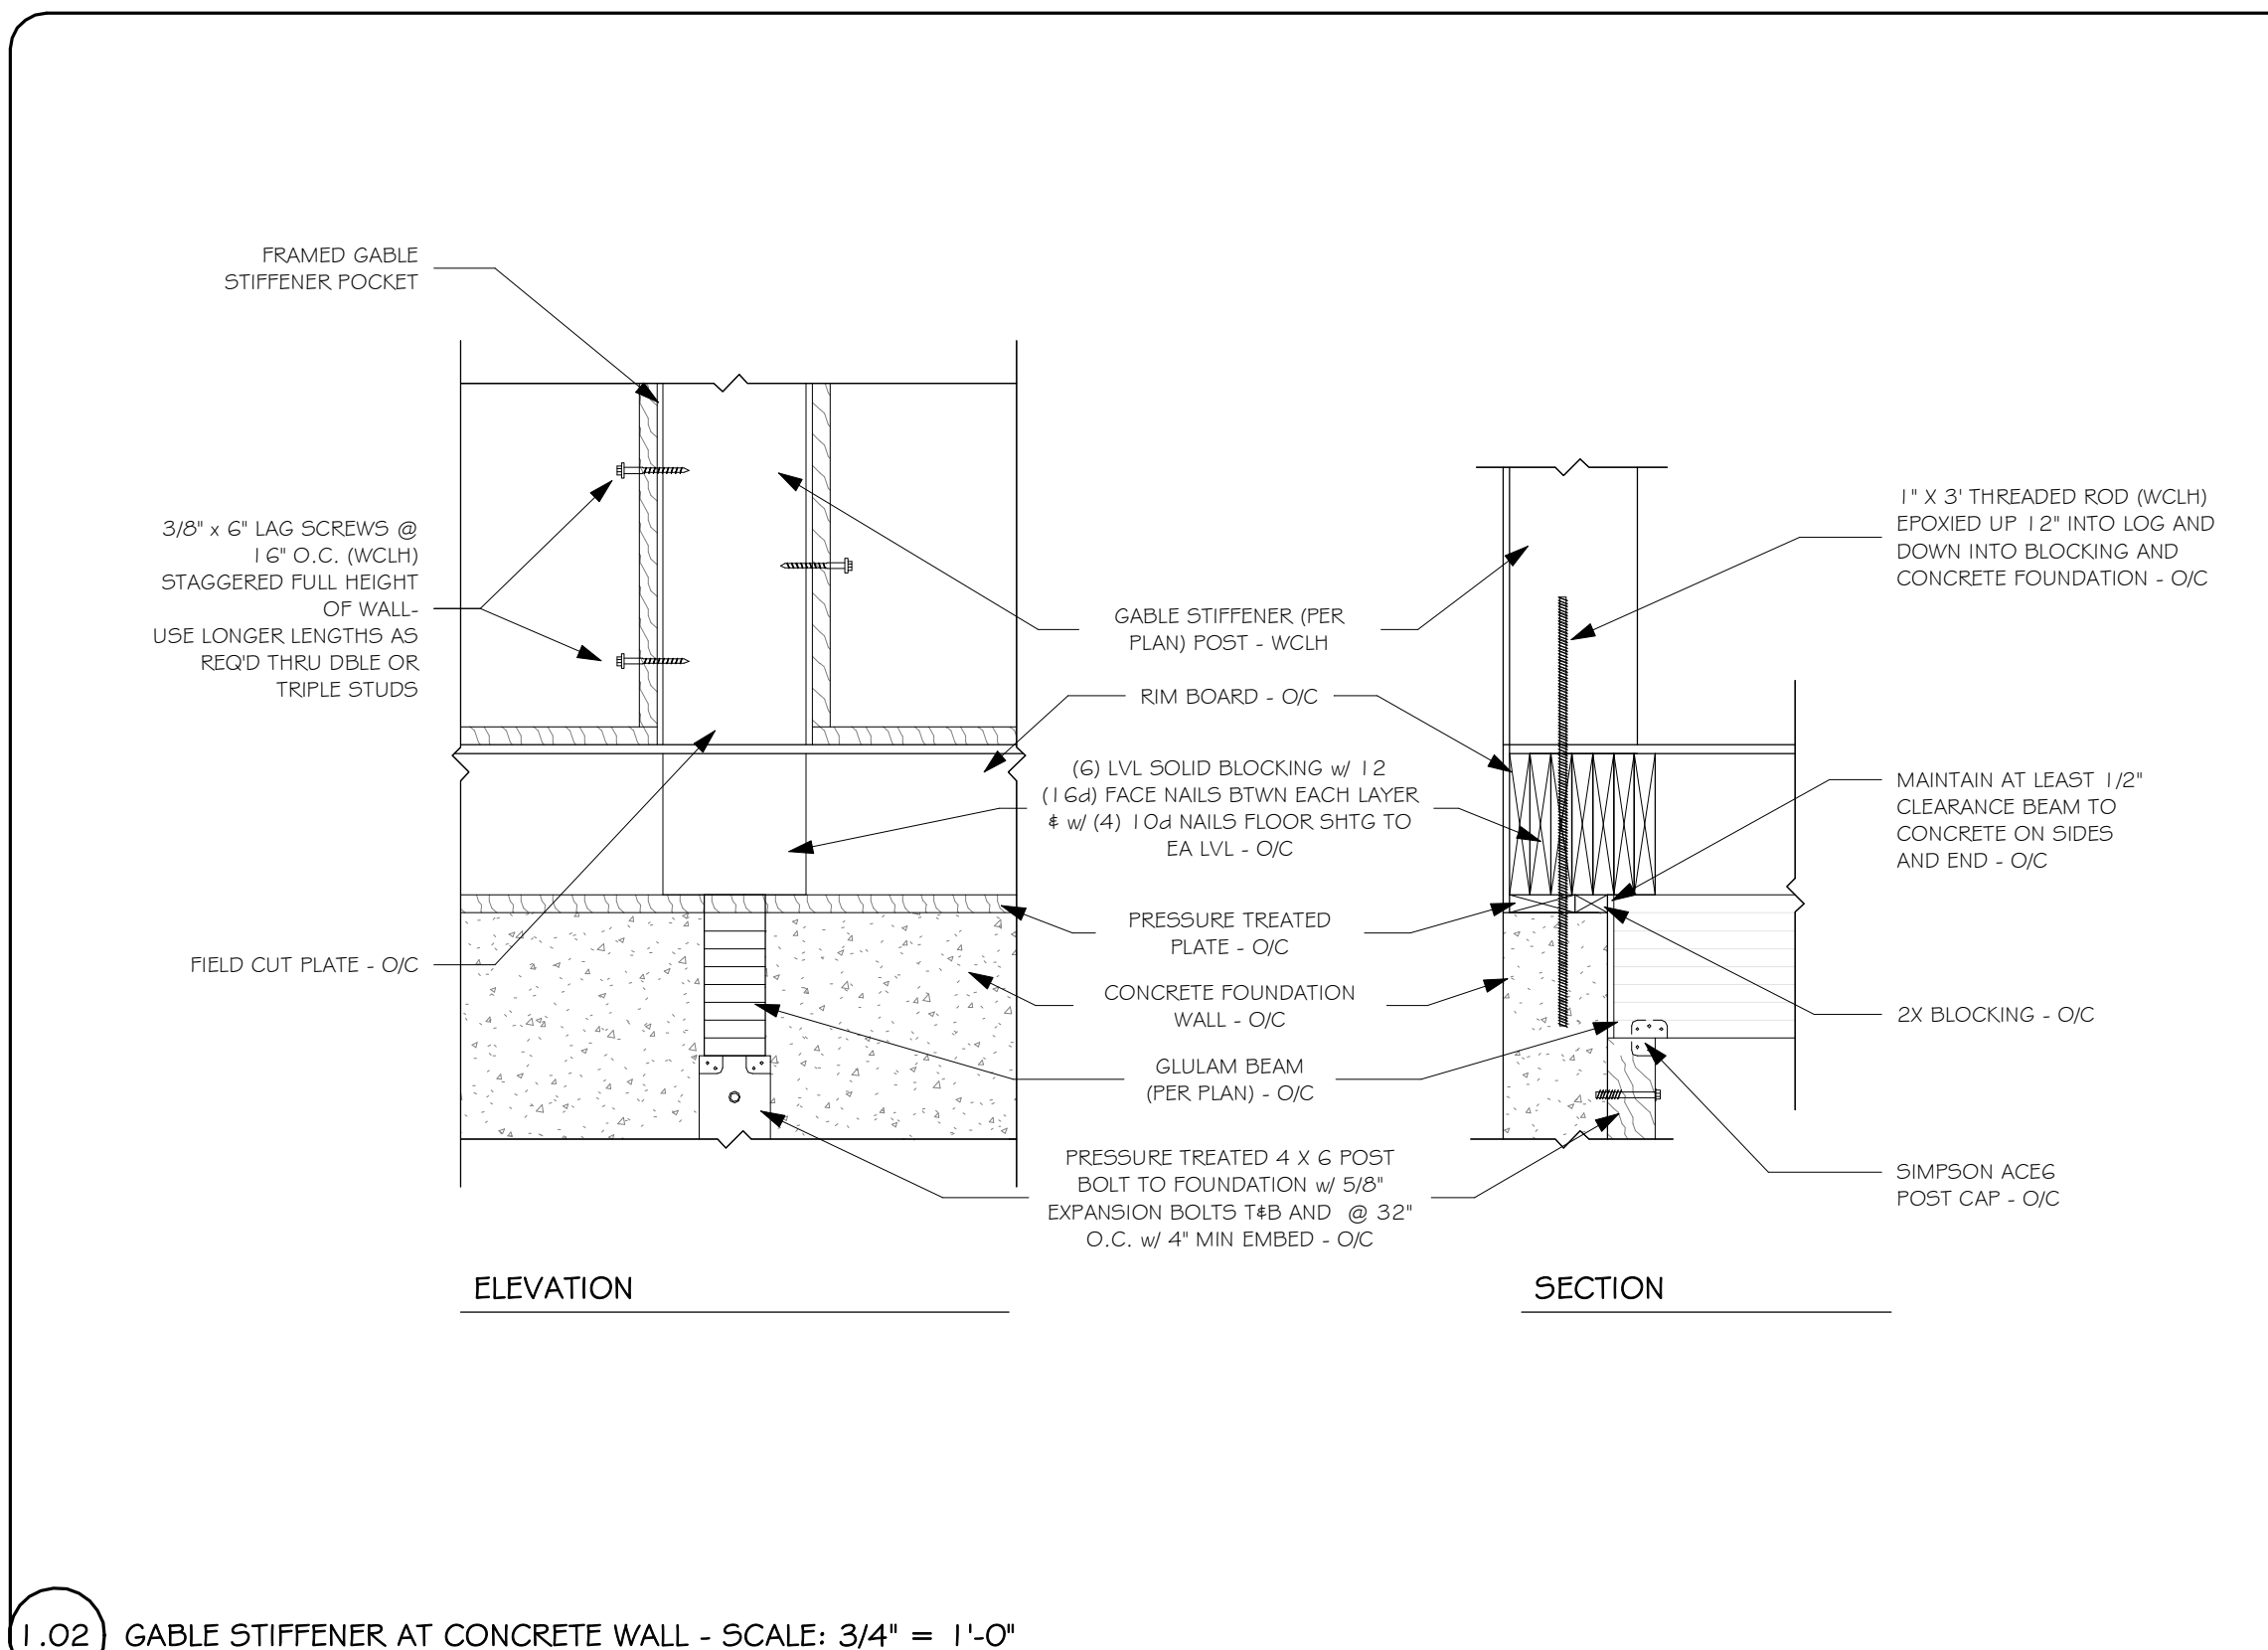 FRAMED GABLE
STIFFENER POCKET
3/8" x 6" LAG SCREWS @
16" O.C. (WCLH)
STAGGERED FULL HEIGHT
OF WALL-
USE LONGER LENGTHS AS
REQ'D THRU DBLE OR
TRIPLE STUDS
FIELD CUT PLATE - O/C
GABLE STIFFENER (PER
PLAN) POST - WCLH
RIM BOARD - O/C
(6) LVL SOLID BLOCKING w/ 12
(16d) FACE NAILS BTWN EACH LAYER
& w/ (4) 10d NAILS FLOOR SHTG TO
EA LVL - O/C
PRESSURE TREATED
PLATE - O/C
CONCRETE FOUNDATION
WALL - O/C
GLULAM BEAM
(PER PLAN) - O/C
PRESSURE TREATED 4 X 6 POST
BOLT TO FOUNDATION w/ 5/8"
EXPANSION BOLTS T&B AND @ 32"
O.C. w/ 4" MIN EMBED - O/C
1" X 3' THREADED ROD (WCLH)
EPOXIED UP 12" INTO LOG AND
DOWN INTO BLOCKING AND
CONCRETE FOUNDATION - O/C
MAINTAIN AT LEAST 1/2"
CLEARANCE BEAM TO
CONCRETE ON SIDES
AND END - O/C
2X BLOCKING - O/C
SIMPSON ACE6
POST CAP - O/C
ELEVATION
SECTION
1.02 GABLE STIFFENER AT CONCRETE WALL - SCALE: 3/4" = 1'-0"